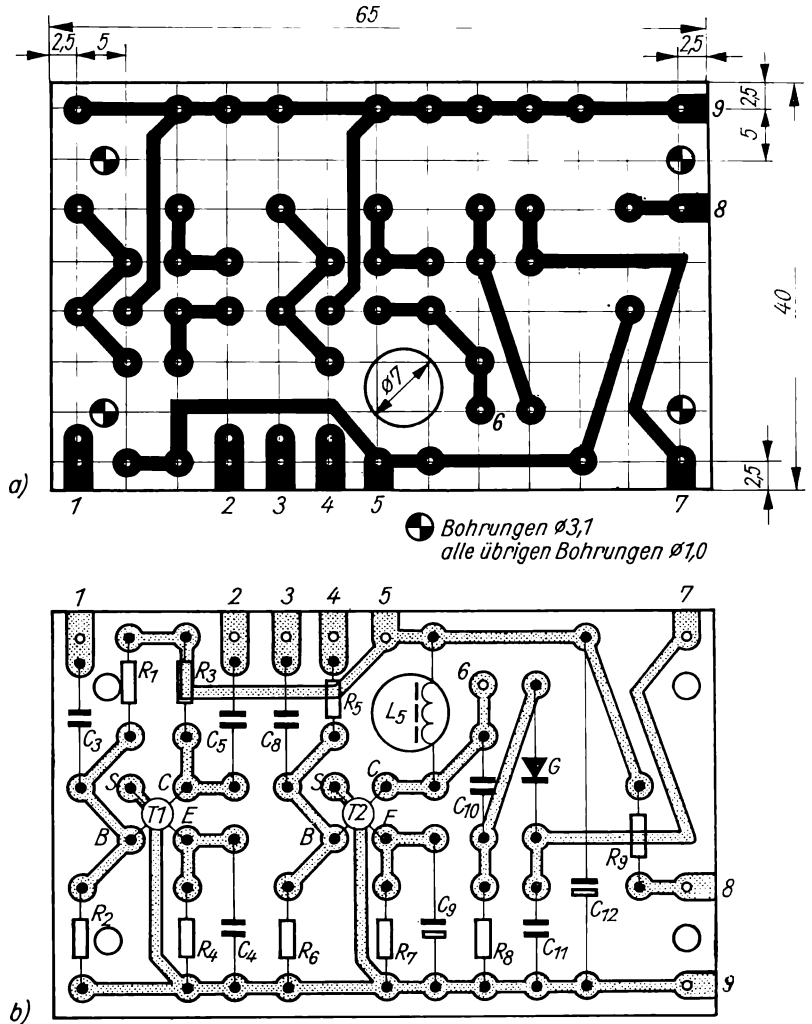 65
2,5 5 2,5
9
2,5
5
8
40
Ø7
6
2,5
a)
1 2 3 4 5 7
Bohrungen Ø3,1
alle übrigen Bohrungen Ø1,0
1 2 3 4 5 7
R1 R3 6
R5 L5
C3 C5 C8
S C S C G
T1 E T2 E C10
B B R9
8
R2 C9 C12
R4 C4 R6 R7 R8 C11
9
b)